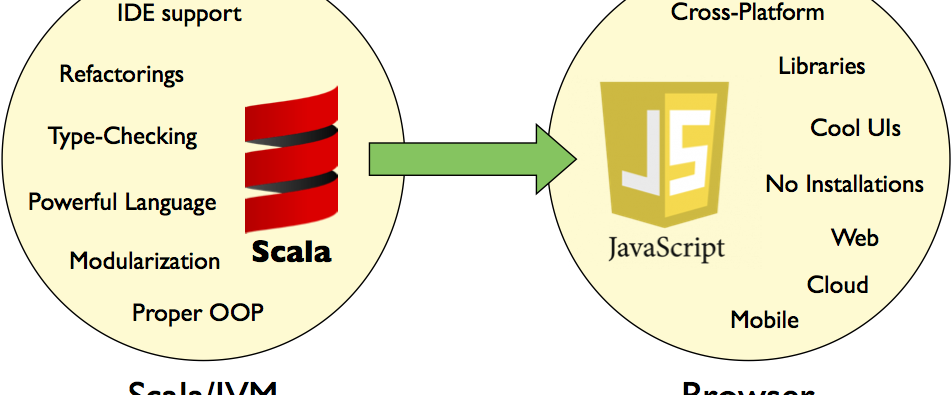 IDE support
Refactorings
Type-Checking
Powerful Language
Modularization
Proper OOP
Scala
Scala/JVM
Cross-Platform
Libraries
Cool UIs
No Installations
Web
Cloud
Mobile
JS
JavaScript
Browser